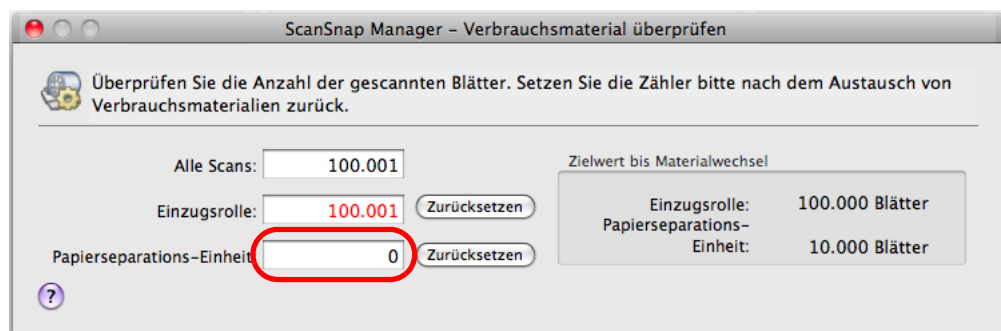 ScanSnap Manager – Verbrauchsmaterial überprüfen
Überprüfen Sie die Anzahl der gescannten Blätter. Setzen Sie die Zähler bitte nach dem Austausch von
Verbrauchsmaterialien zurück.
Alle Scans: 100.001
Einzugsrolle: 100.001 Zurücksetzen
Papierseparations-Einheit 0 Zurücksetzen
Zielwert bis Materialwechsel
Einzugsrolle: 100.000 Blätter
Papierseparations-
Einheit: 10.000 Blätter
?